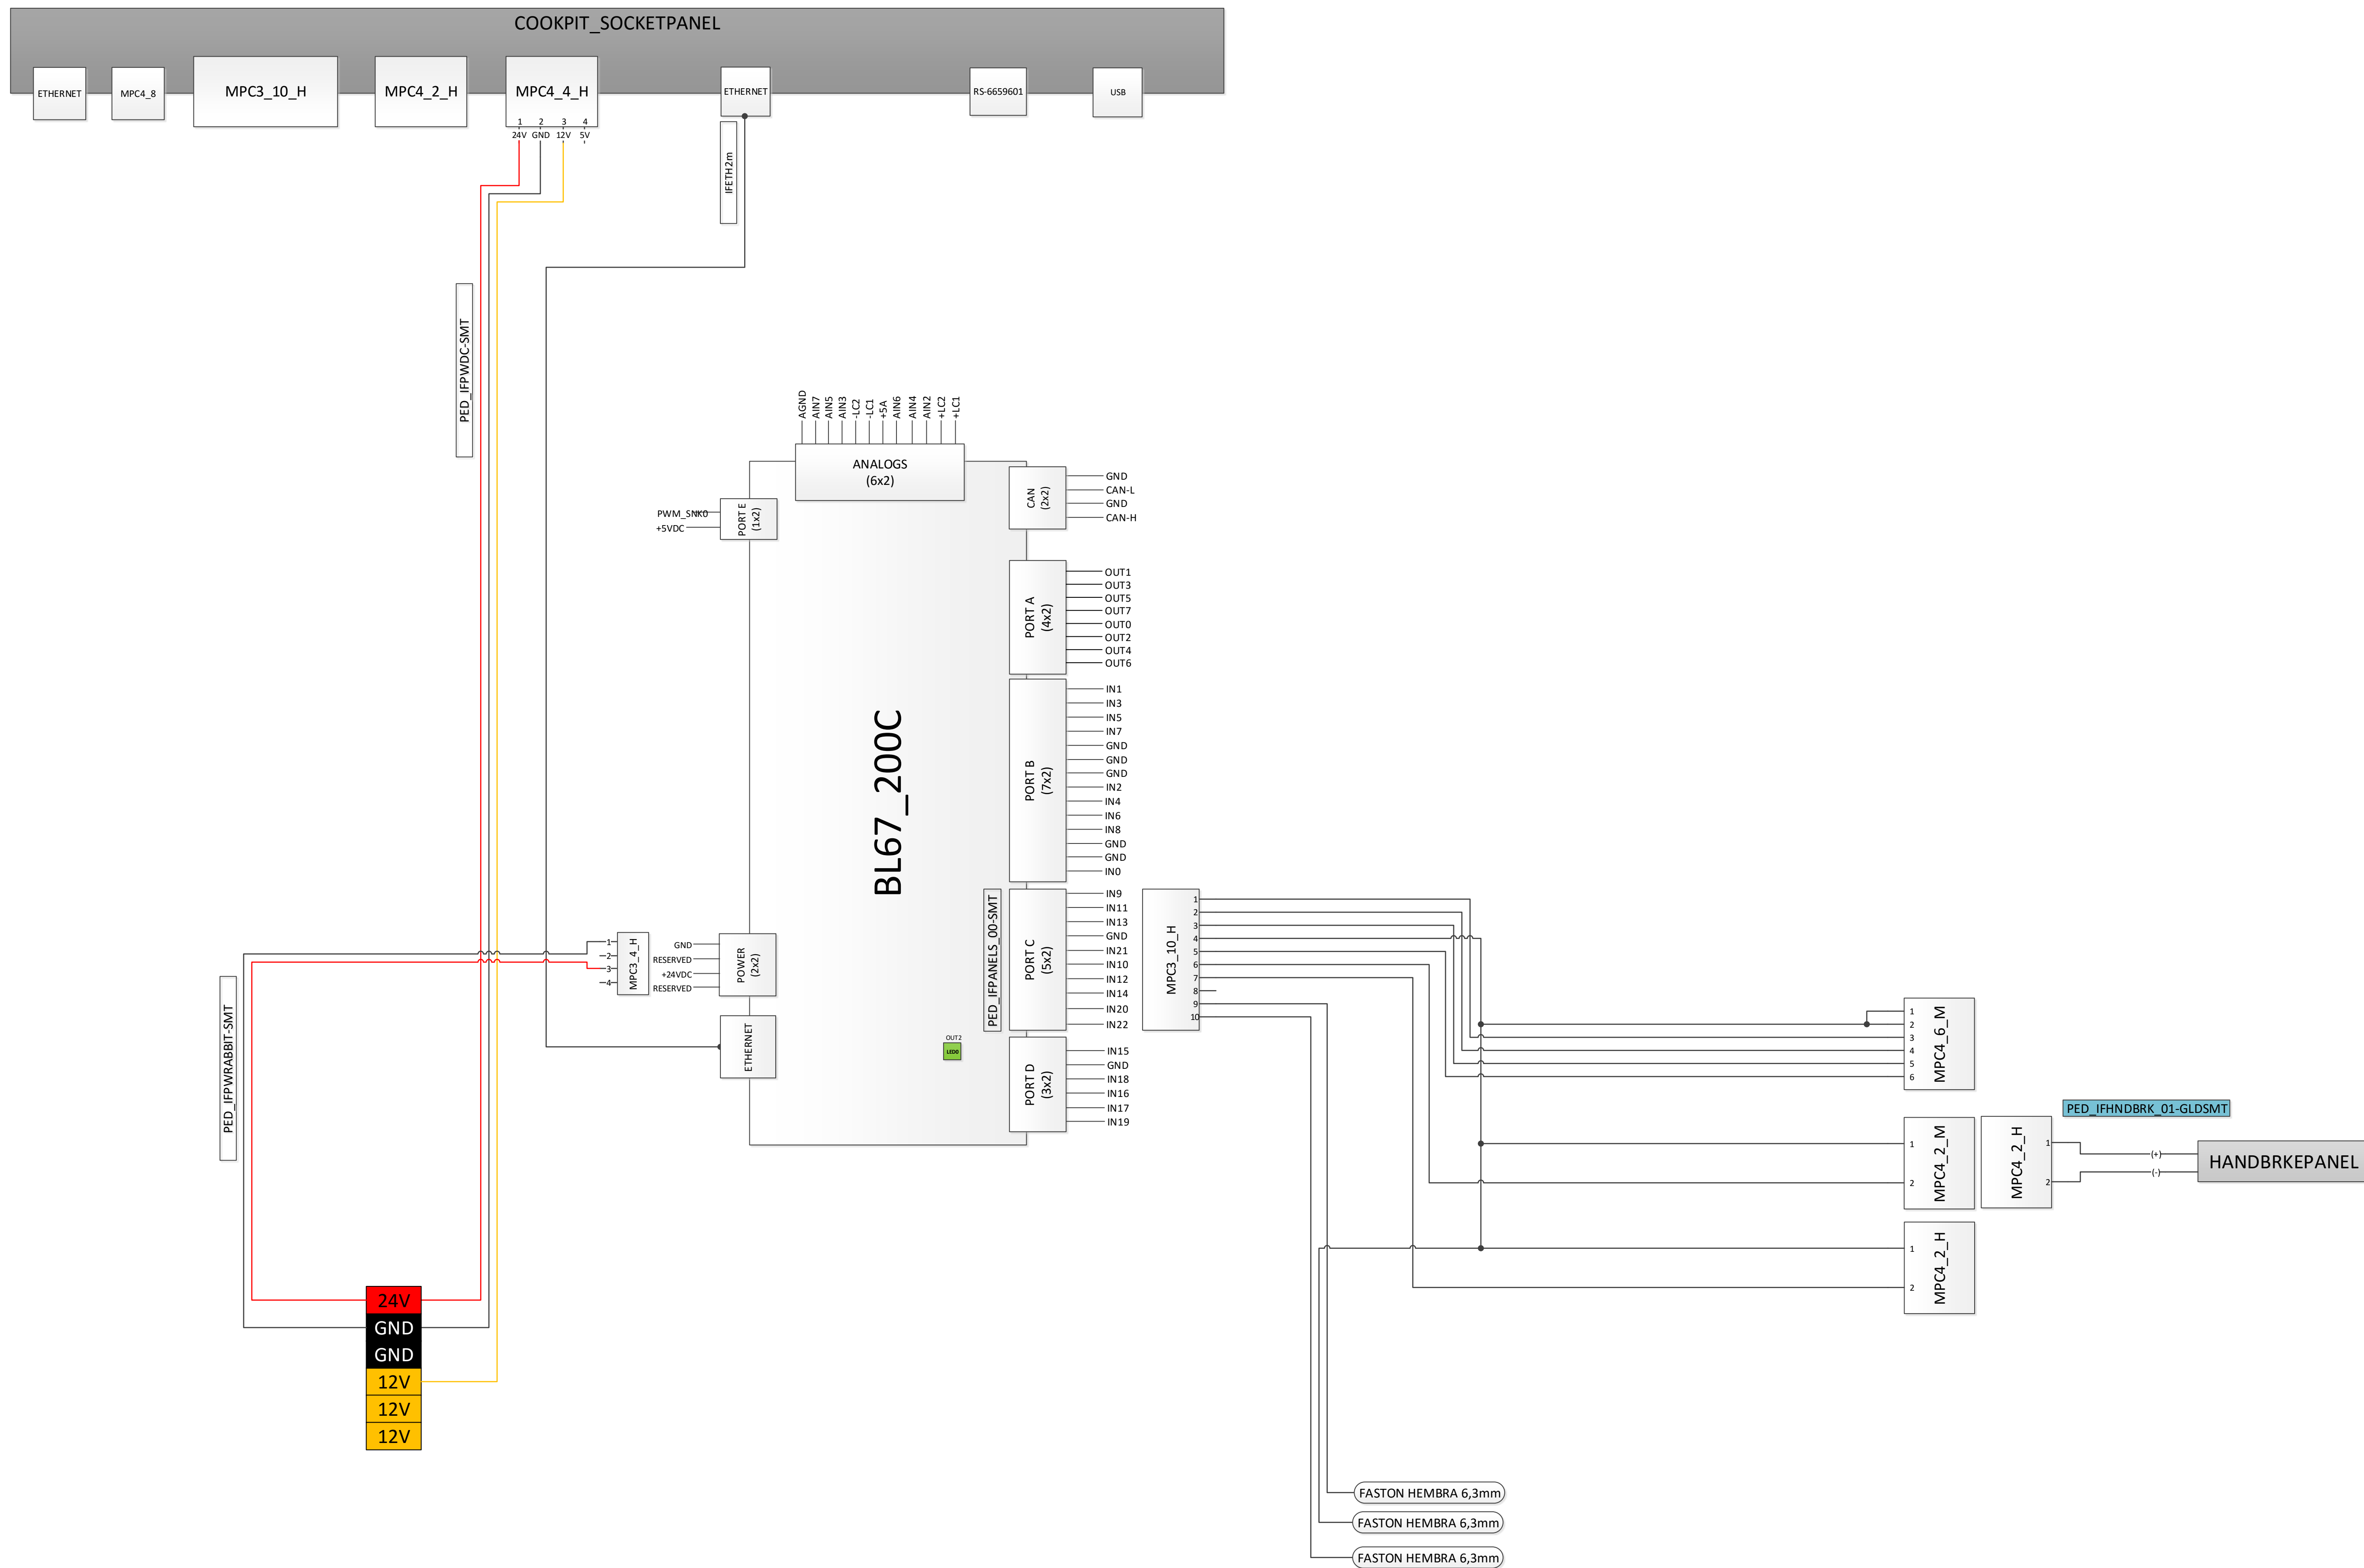 COOKPIT_SOCKETPANEL
ETHERNET
MPC4_8
MPC3_10_H
MPC4_2_H
MPC4_4_H
1 2 3 4
24V GND 12V 5V
ETHERNET
RS-6659601
USB
IFETH2m
PED_IFPWDC-SMT
AGND
AIN7
AIN5
AIN3
-LC2
-LC1
+5A
AIN6
AIN4
AIN2
+LC2
+LC1
ANALOGS
(6x2)
CAN
(2x2)
GND
CAN-L
GND
CAN-H
PWM_SNK0
+5VDC
PORT E
(1x2)
PORT A
(4x2)
OUT1
OUT3
OUT5
OUT7
OUT0
OUT2
OUT4
OUT6
BL67_200C
PORT B
(7x2)
IN1
IN3
IN5
IN7
GND
GND
GND
IN2
IN4
IN6
IN8
GND
GND
IN0
PED_IFPANELS_00-SMT
PORT C
(5x2)
IN9
IN11
IN13
GND
IN21
IN10
IN12
IN14
IN20
IN22
MPC3_10_H
1
2
3
4
5
6
7
8
9
10
1
2
3
4
MPC3_4_H
GND
RESERVED
+24VDC
RESERVED
POWER
(2x2)
ETHERNET
OUT2
LED0
PORT D
(3x2)
IN15
GND
IN18
IN16
IN17
IN19
PED_IFPWRABBIT-SMT
1
2
3
4
5
6
MPC4_6_M
PED_IFHNDBRK_01-GLDSMT
1
2
MPC4_2_M
MPC4_2_H
1
2
(+)
(-)
HANDBRKEPANEL
1
2
MPC4_2_H
24V
GND
GND
12V
12V
12V
FASTON HEMBRA 6,3mm
FASTON HEMBRA 6,3mm
FASTON HEMBRA 6,3mm